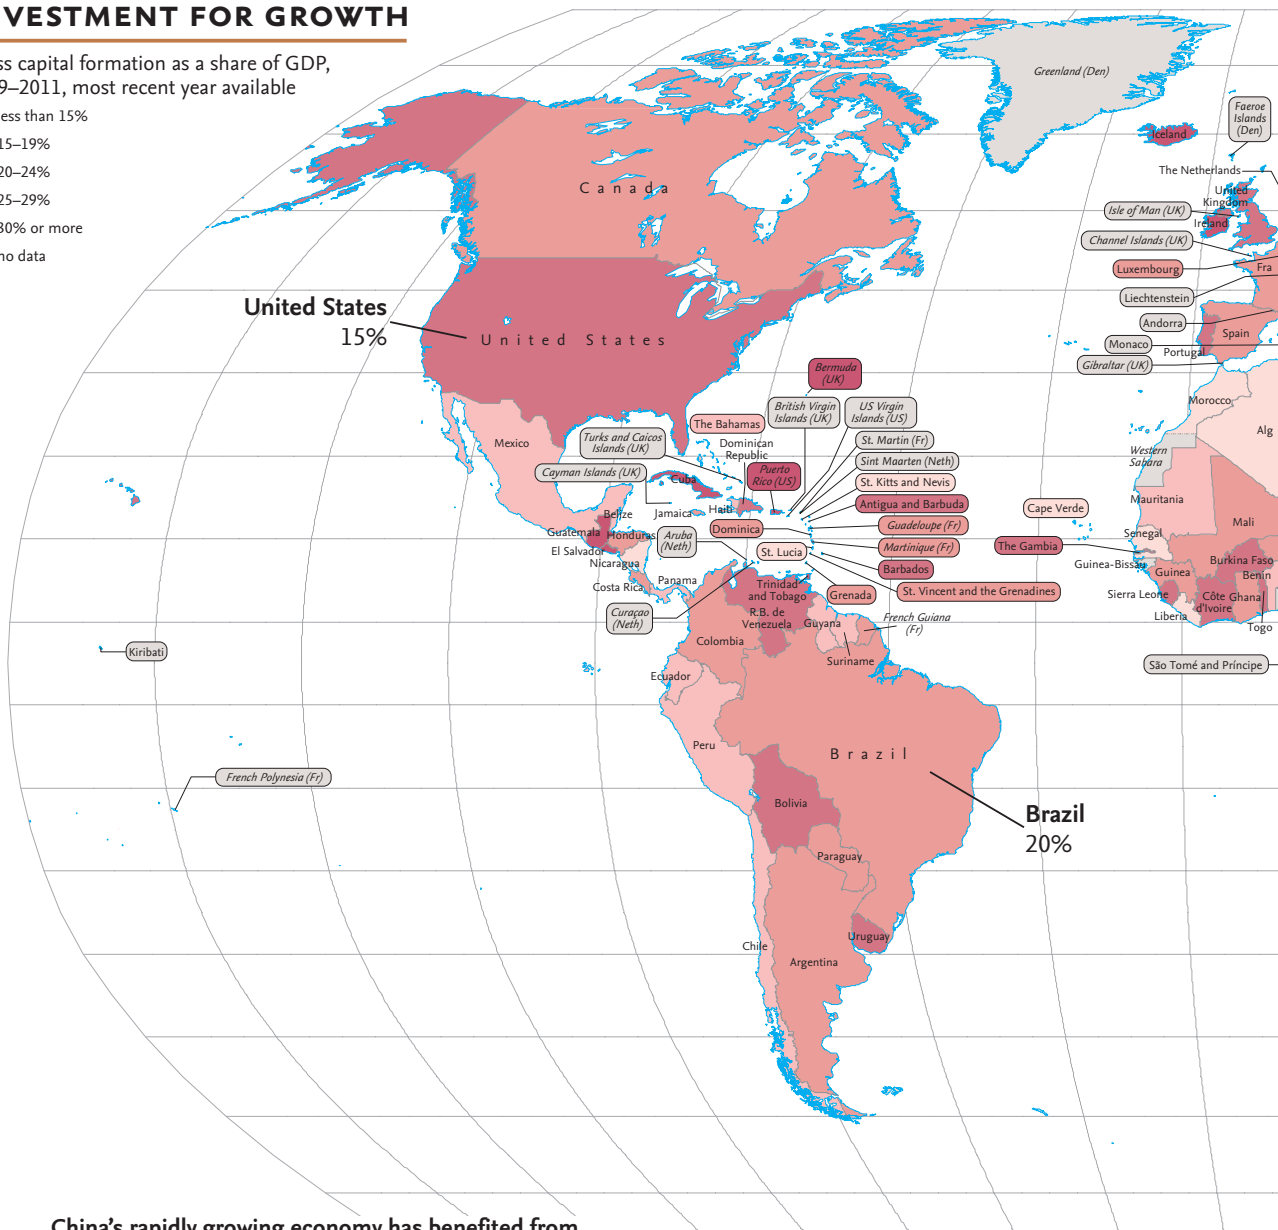 VESTMENT FOR GROWTH
ss capital formation as a share of GDP,
9–2011, most recent year available
ess than 15%
15–19%
20–24%
25–29%
30% or more
no data
Greenland (Den)
Faeroe
Islands
(Den)
Iceland
The Netherlands
United
Kingdom
Isle of Man (UK)
Ireland
Channel Islands (UK)
Luxembourg
Fra
Liechtenstein
Andorra
Spain
Monaco
Portugal
Gibraltar (UK)
Canada
United States
15%
United States
Bermuda
(UK)
British Virgin
Islands (UK)
US Virgin
Islands (US)
The Bahamas
Turks and Caicos
Islands (UK)
Dominican
Republic
St. Martin (Fr)
Sint Maarten (Neth)
Cayman Islands (UK)
Puerto
Rico (US)
St. Kitts and Nevis
Mexico
Cuba
Antigua and Barbuda
Belize
Jamaica
Haiti
Guadeloupe (Fr)
Dominica
Guatemala
Honduras
Aruba
(Neth)
Martinique (Fr)
El Salvador
St. Lucia
Nicaragua
Barbados
Costa Rica
Panama
Trinidad
and Tobago
Grenada
St. Vincent and the Grenadines
Curaçao
(Neth)
R.B. de
Venezuela
Guyana
French Guiana
(Fr)
Colombia
Suriname
Ecuador
Morocco
Alg
Western
Sahara
Mauritania
Cape Verde
Mali
Senegal
The Gambia
Guinea-Bissau
Burkina Faso
Guinea
Benin
Sierra Leone
Côte
d'Ivoire
Ghana
Liberia
Togo
São Tomé and Príncipe
Kiribati
French Polynesia (Fr)
Peru
Brazil
Bolivia
Brazil
20%
Paraguay
Uruguay
Chile
Argentina
China's rapidly growing economy has benefited from